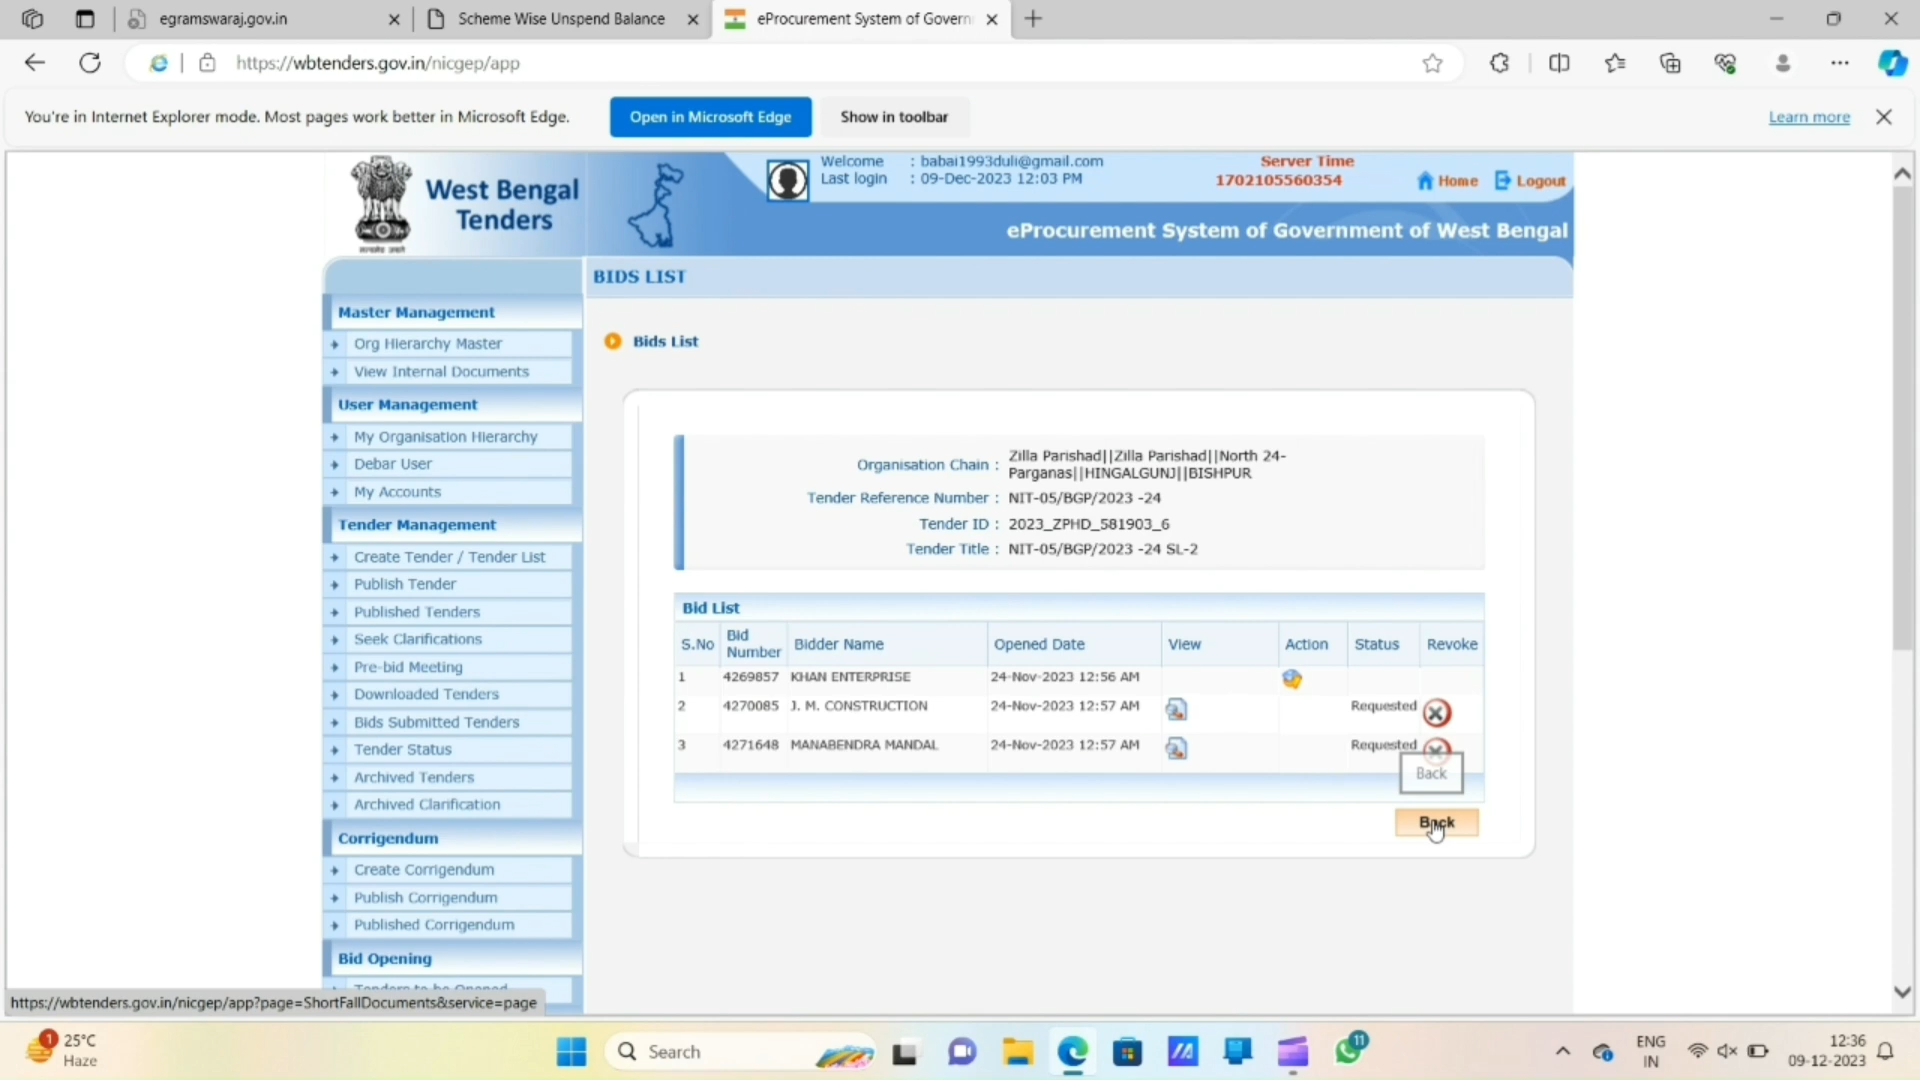 egramswaraj.gov.in
Scheme Wise Unspend Balance
eProcurement System of Govern
https://wbtenders.gov.in/nicgep/app
You're in Internet Explorer mode. Most pages work better in Microsoft Edge.
Open in Microsoft Edge
Show in toolbar
Learn more
West Bengal
Tenders
Welcome : babai1993duli@gmail.com
Last login : 09-Dec-2023 12:03 PM
Server Time
1702105560354
Home
Logout
eProcurement System of Government of West Bengal
BIDS LIST
Master Management
Org Hierarchy Master
View Internal Documents
User Management
My Organisation Hierarchy
Debar User
My Accounts
Tender Management
Create Tender / Tender List
Publish Tender
Published Tenders
Seek Clarifications
Pre-bid Meeting
Downloaded Tenders
Bids Submitted Tenders
Tender Status
Archived Tenders
Archived Clarification
Corrigendum
Create Corrigendum
Publish Corrigendum
Published Corrigendum
Bid Opening
Tenders to be Opened
Bids List
Organisation Chain : Zilla Parishad||Zilla Parishad||North 24-
Parganas||HINGALGUNJ||BISHPUR
Tender Reference Number : NIT-05/BGP/2023 -24
Tender ID : 2023_ZPHD_581903_6
Tender Title : NIT-05/BGP/2023 -24 SL-2
Bid List
S.No Bid Number Bidder Name Opened Date View Action Status Revoke
1 4269857 KHAN ENTERPRISE 24-Nov-2023 12:56 AM
2 4270085 J. M. CONSTRUCTION 24-Nov-2023 12:57 AM Requested
3 4271648 MANABENDRA MANDAL 24-Nov-2023 12:57 AM Requested
Back
Back
https://wbtenders.gov.in/nicgep/app?page=ShortFallDocuments&service=page
1
25°C
Haze
Search
11
ENG
IN
12:36
09-12-2023